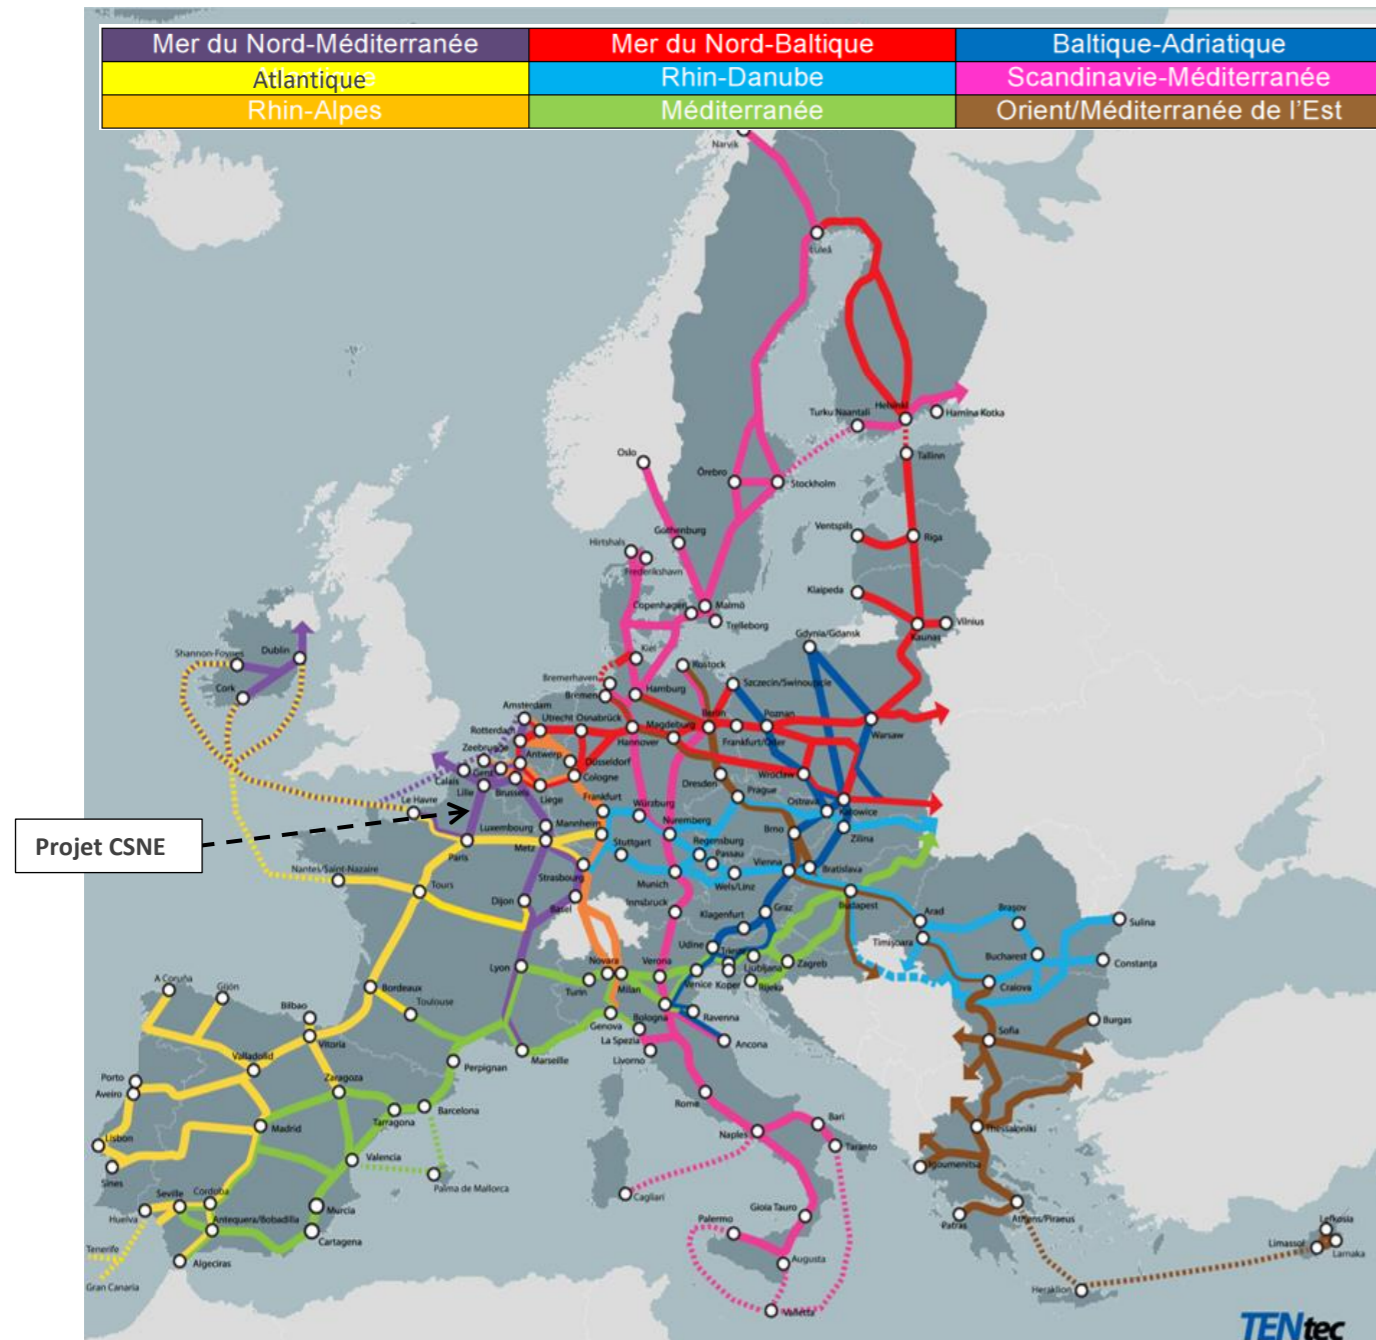 Mer du Nord-Méditerranée
Mer du Nord-Baltique
Baltique-Adriatique
Atlantique
Rhin-Danube
Scandinavie-Méditerranée
Rhin-Alpes
Méditerranée
Orient/Méditerranée de l'Est
Narvik
Luleå
Turku Naantali
Helsinki
Hamina Kotka
Tallinn
Oslo
Örebro
Stockholm
Ventspils
Riga
Gothenburg
Hirtshals
Frederikshavn
Klaipeda
Copenhagen
Malmö
Trelleborg
Kaunas
Vilnius
Gdynia/Gdansk
Shannon-Foynes
Dublin
Cork
Kiel
Rostock
Bremerhaven
Szczecin/Swinoujscie
Bremen
Hamburg
Amsterdam
Utrecht
Osnabrück
Magdeburg
Berlin
Poznan
Rotterdam
Hannover
Frankfurt/Oder
Warsaw
Zeebrugge
Antwerp
Düsseldorf
Gent
Calais
Cologne
Dresden
Wroclaw
Lille
Brussels
Liege
Prague
Le Havre
Frankfurt
Würzburg
Ostrava
Katowice
Luxembourg
Mannheim
Nuremberg
Brno
Zilina
Projet CSNE
Paris
Metz
Stuttgart
Regensburg
Passau
Nantes/Saint-Nazaire
Strasbourg
Munich
Wels/Linz
Vienna
Bratislava
Tours
Dijon
Basel
Innsbruck
Klagenfurt
Graz
Budapest
Arad
Braşov
Sulina
Udine
Trieste
Timişoara
Bucharest
Lyon
Novara
Verona
Ljubljana
Zagreb
Constanţa
A Coruña
Gijón
Bordeaux
Turin
Milan
Venice
Koper
Rijeka
Craiova
Bilbao
Toulouse
Genova
Bologna
Ravenna
Sofia
Burgas
Vitoria
La Spezia
Ancona
Valladolid
Perpignan
Marseille
Livorno
Porto
Aveiro
Zaragoza
Rome
Barcelona
Tarragona
Madrid
Bari
Naples
Taranto
Thessaloniki
Lisbon
Valencia
Igoumenitsa
Sines
Palma de Mallorca
Seville
Cordoba
Murcia
Cagliari
Huelva
Antequera/Bobadilla
Cartagena
Palermo
Gioia Tauro
Patras
Athens/Piraeus
Lefkosia
Tenerife
Algeciras
Augusta
Limassol
Larnaka
Gran Canaria
Heraklion
Valletta
TENtec